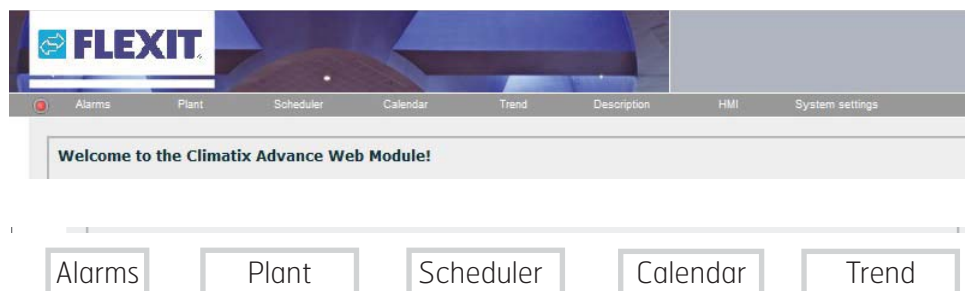 FLEXIT
Alarms Plant Scheduler Calendar Trend Description HMI System settings
Welcome to the Climatix Advance Web Module!
Alarms Plant Scheduler Calendar Trend